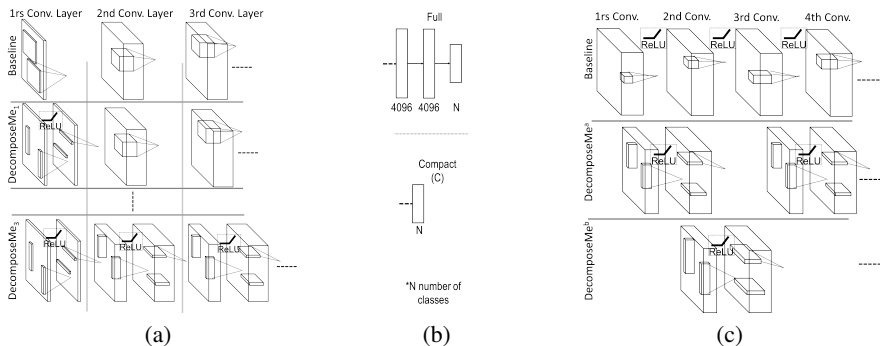 1rs Conv. Layer 2nd Conv. Layer 3rd Conv. Layer
Baseline
DecomposeMe1
ReLU
DecomposeMe3
ReLU ReLU ReLU
(a)
Full
4096 4096 N
Compact
(C)
N
*N number of
classes
(b)
1rs Conv. 2nd Conv. 3rd Conv. 4th Conv.
ReLU ReLU ReLU
Baseline
DecomposeMea
ReLU ReLU
DecomposeMeb
ReLU
(c)